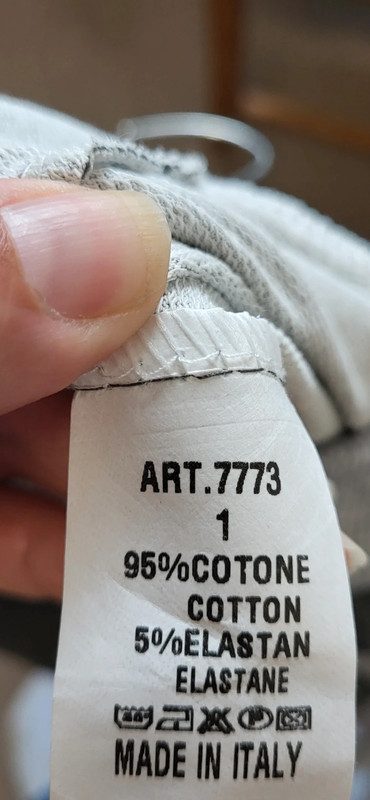 ART.7773
1
95%COTONE
COTTON
5%ELASTAN
ELASTANE
MADE IN ITALY